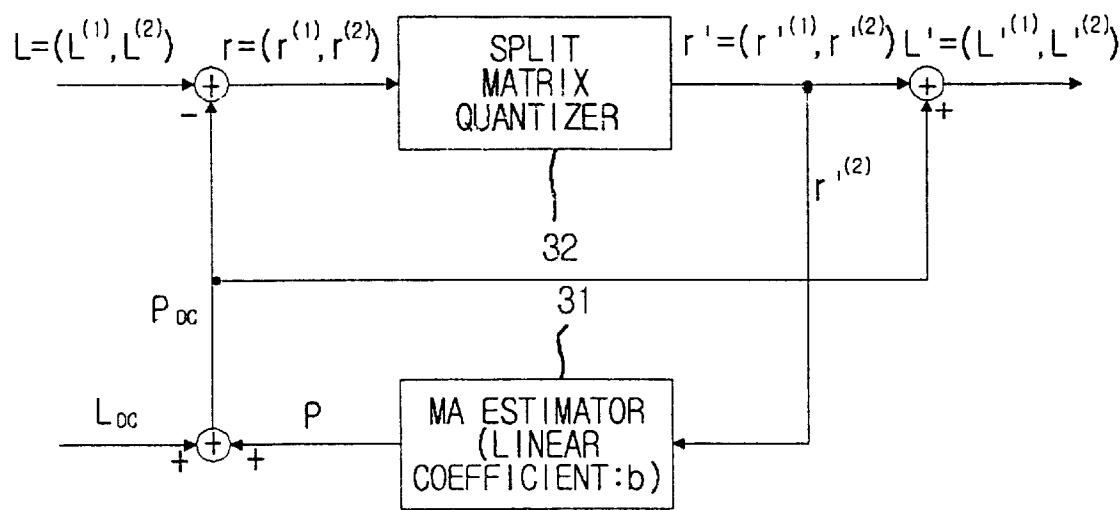 L=(L⁽¹⁾,L⁽²⁾)
r=(r⁽¹⁾,r⁽²⁾)
SPLIT
MATRIX
QUANTIZER
r'=(r'⁽¹⁾,r'⁽²⁾)
L'=(L'⁽¹⁾,L'⁽²⁾)
+
−
+
+
r'⁽²⁾
32
31
P_DC
L_DC
+
+
+
P
MA ESTIMATOR
(LINEAR
COEFFICIENT:b)